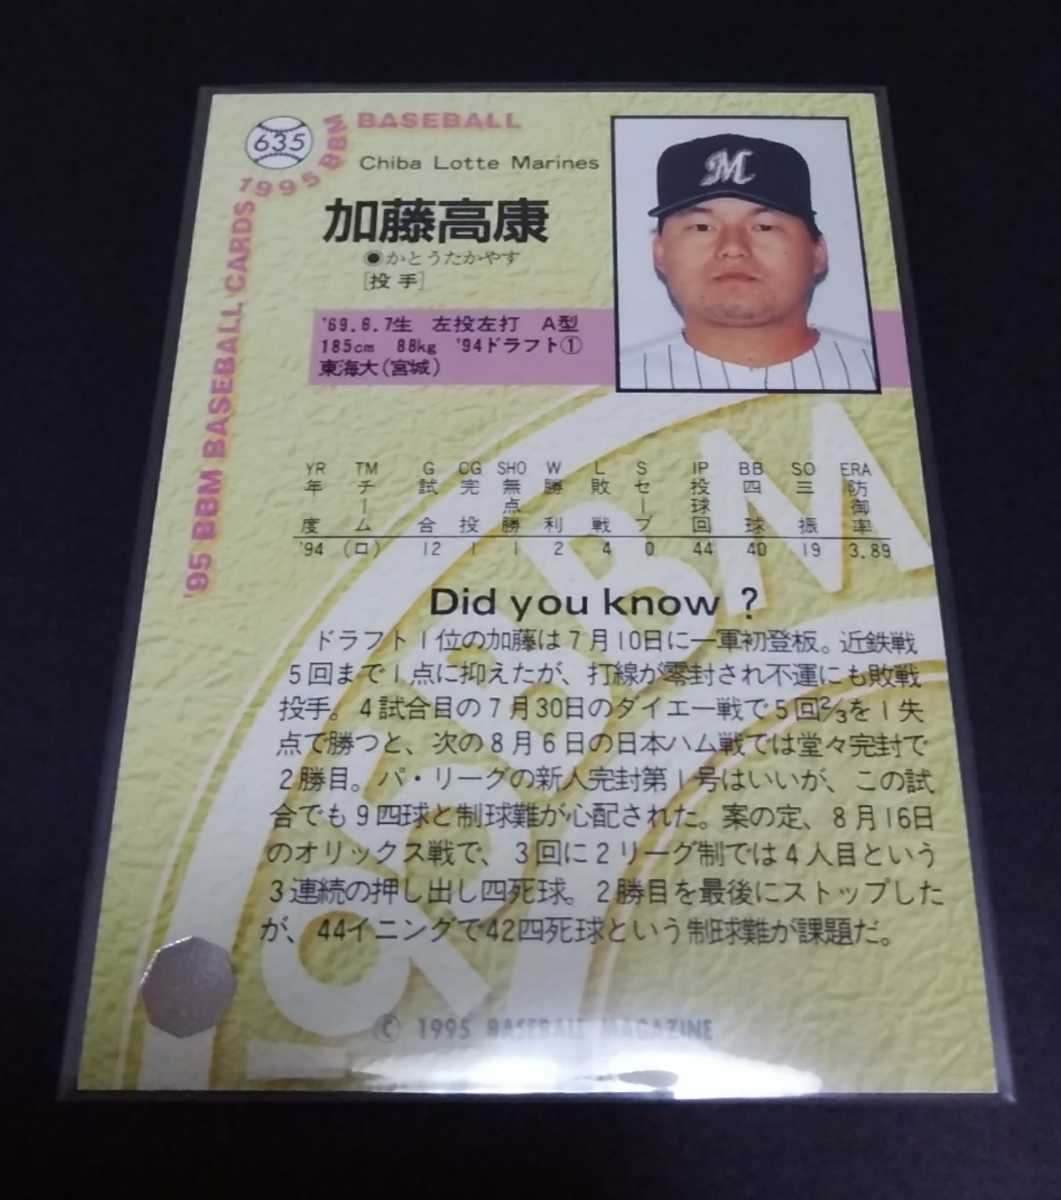 635
1995 BBM BASEBALL
'95 BBM BASEBALL CARDS
Chiba Lotte Marines
M
加藤高康
◉かとうたかやす
[投手]
'69.6.7生 左投左打 A型
185cm 88kg '94ドラフト①
東海大(宮城)
YR TM G CG SHO W L S IP BB SO ERA
年度 チーム 試合 完投 無点勝 勝利 敗戦 セーブ 投球回 四球 三振 防御率
'94 (ロ) 12 1 1 2 4 0 44 40 19 3.89
Did you know ?
ドラフト1位の加藤は7月10日に一軍初登板。近鉄戦
5回まで1点に抑えたが、打線が零封され不運にも敗戦
投手。4試合目の7月30日のダイエー戦で5回2/3を1失
点で勝つと、次の8月6日の日本ハム戦では堂々完封で
2勝目。パ・リーグの新人完封第1号はいいが、この試
合でも9四球と制球難が心配された。案の定、8月16日
のオリックス戦で、3回に2リーグ制では4人目という
3連続の押し出し四死球。2勝目を最後にストップした
が、44イニングで42四死球という制球難が課題だ。
© 1995 BASEBALL MAGAZINE